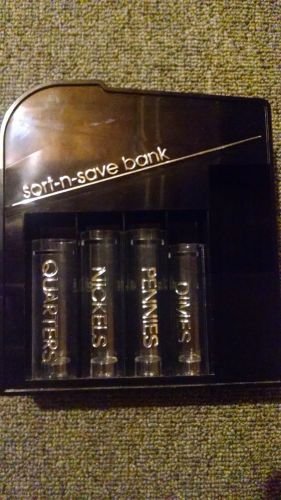 sort-n-save bank
QUARTERS
NICKELS
PENNIES
DIMES